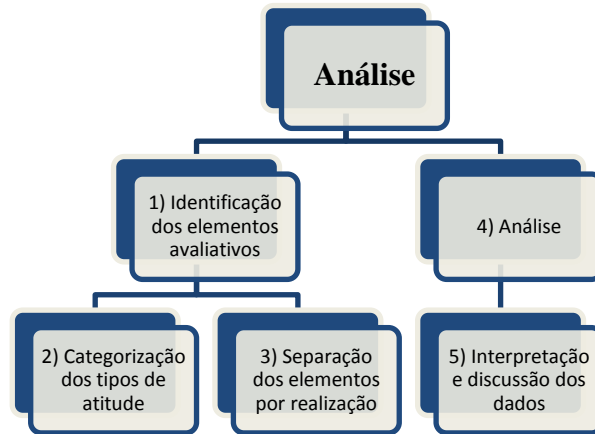 Análise
1) Identificação
dos elementos
avaliativos
4) Análise
2) Categorização
dos tipos de
atitude
3) Separação
dos elementos
por realização
5) Interpretação
e discussão dos
dados